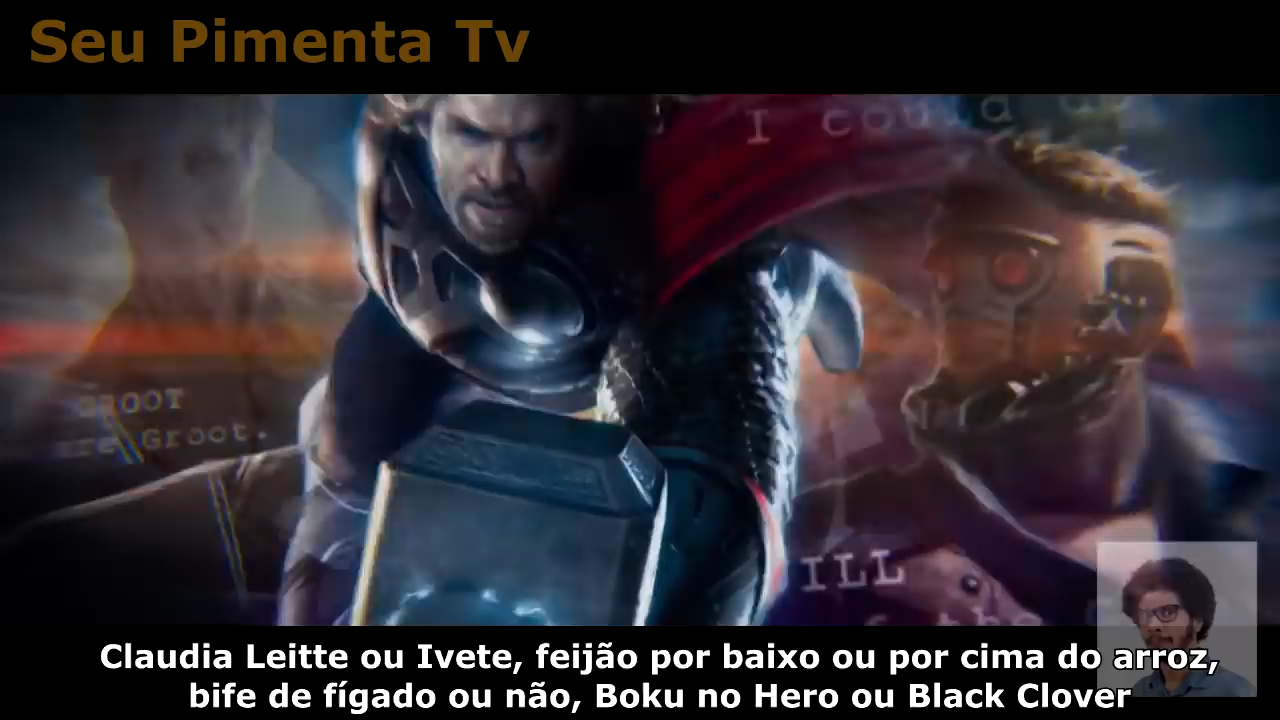 Seu Pimenta Tv
I could
GROOT
Groot.
ILL
Claudia Leitte ou Ivete, feijão por baixo ou por cima do arroz,
bife de fígado ou não, Boku no Hero ou Black Clover